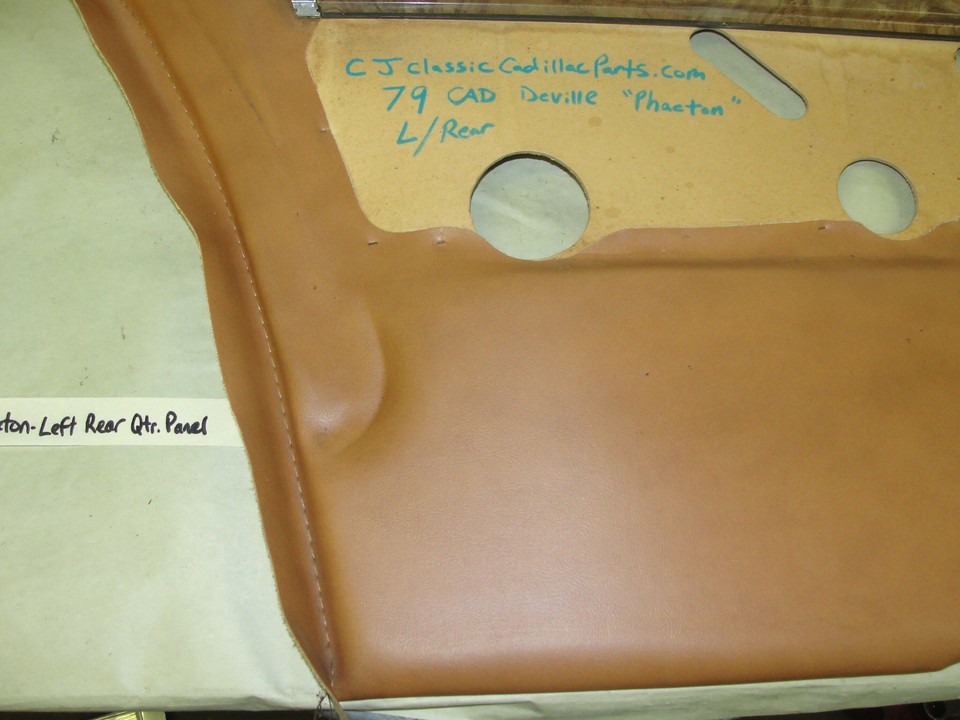 CJclassicCadillacParts.com
79 CAD Deville "Phaeton"
L/Rear
ton-Left Rear Qtr. Panel